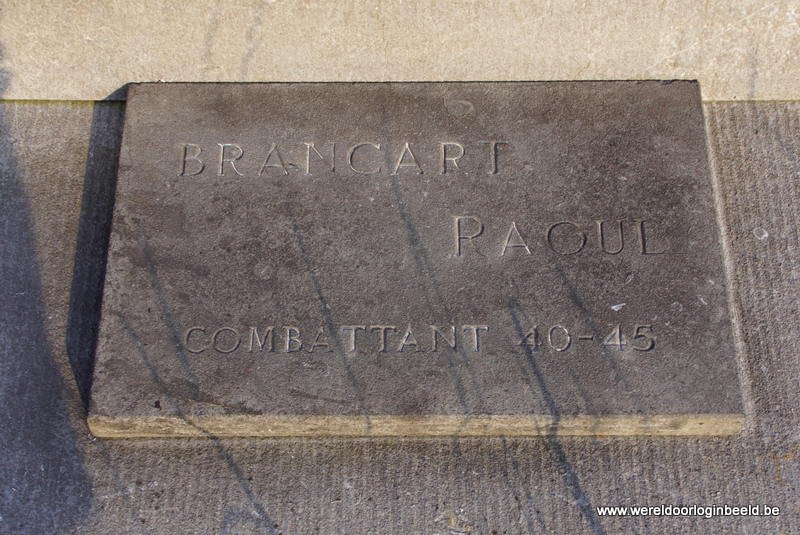 BRANCART
RAOUL
COMBATTANT 40-45
www.wereldoorloginbeeld.be